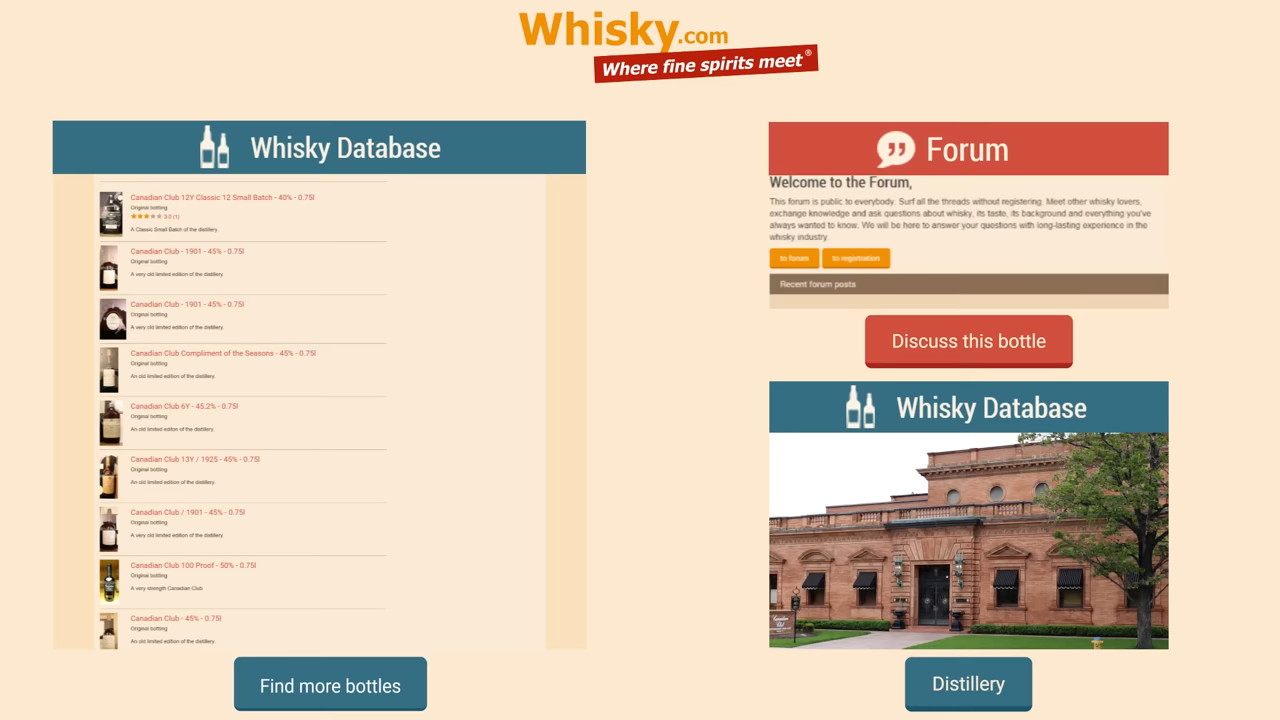 Whisky.com
Where fine spirits meet®
Whisky Database
Canadian Club 12Y Classic 12 Small Batch - 40% - 0.75l
Original bottling
3.0 (1)
A Classic Small Batch of the distillery.
Canadian Club - 1901 - 45% - 0.75l
Original bottling
A very old limited edition of the distillery.
Canadian Club - 1901 - 45% - 0.75l
Original bottling
A very old limited edition of the distillery.
Canadian Club Compliment of the Seasons - 45% - 0.75l
Original bottling
An old limited edition of the distillery.
Canadian Club 6Y - 45.2% - 0.75l
Original bottling
An old limited editon of the distillery.
Canadian Club 13Y / 1925 - 45% - 0.75l
Original bottling
An old limited edition of the distillery.
Canadian Club / 1901 - 45% - 0.75l
Original bottling
A very old limited edition of the distillery.
Canadian Club 100 Proof - 50% - 0.75l
Original bottling
A very strength Canadian Club
Canadian Club - 45% - 0.75l
Original bottling
An old limited edition of the distillery.
Find more bottles
Forum
Welcome to the Forum,
This forum is public to everybody. Surf all the threads without registering. Meet other whisky lovers,
exchange knowledge and ask questions about whisky, its taste, its background and everything you've
always wanted to know. We will be here to answer your questions with long-lasting experience in the
whisky industry.
to forum
to registration
Recent forum posts
Discuss this bottle
Whisky Database
Canadian
Club
Distillery